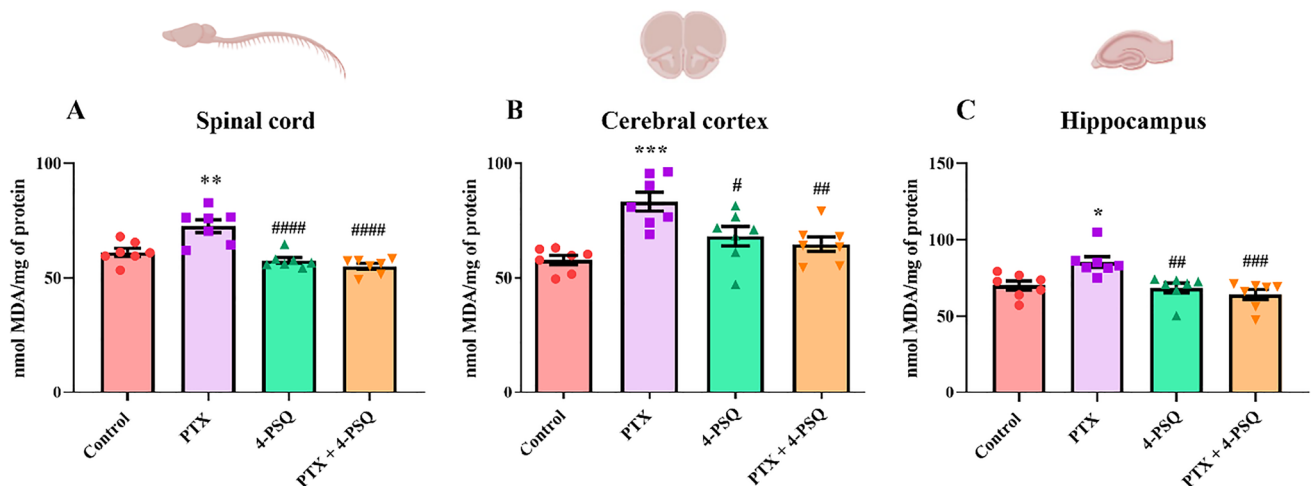 A
Spinal cord
nmol MDA/mg of protein
100
50
0
**
####
####
Control
PTX
4-PSQ
PTX + 4-PSQ
B
Cerebral cortex
nmol MDA/mg of protein
100
50
0
***
#
##
Control
PTX
4-PSQ
PTX + 4-PSQ
C
Hippocampus
nmol MDA/mg of protein
150
100
50
0
*
##
###
Control
PTX
4-PSQ
PTX + 4-PSQ